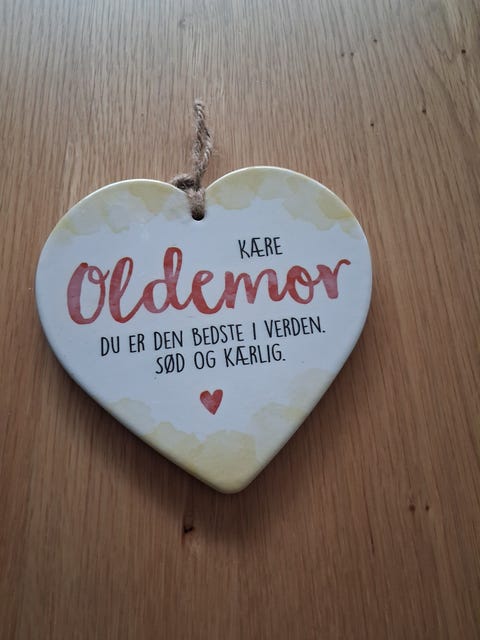 KÆRE
Oldemor
DU ER DEN BEDSTE I VERDEN.
SØD OG KÆRLIG.